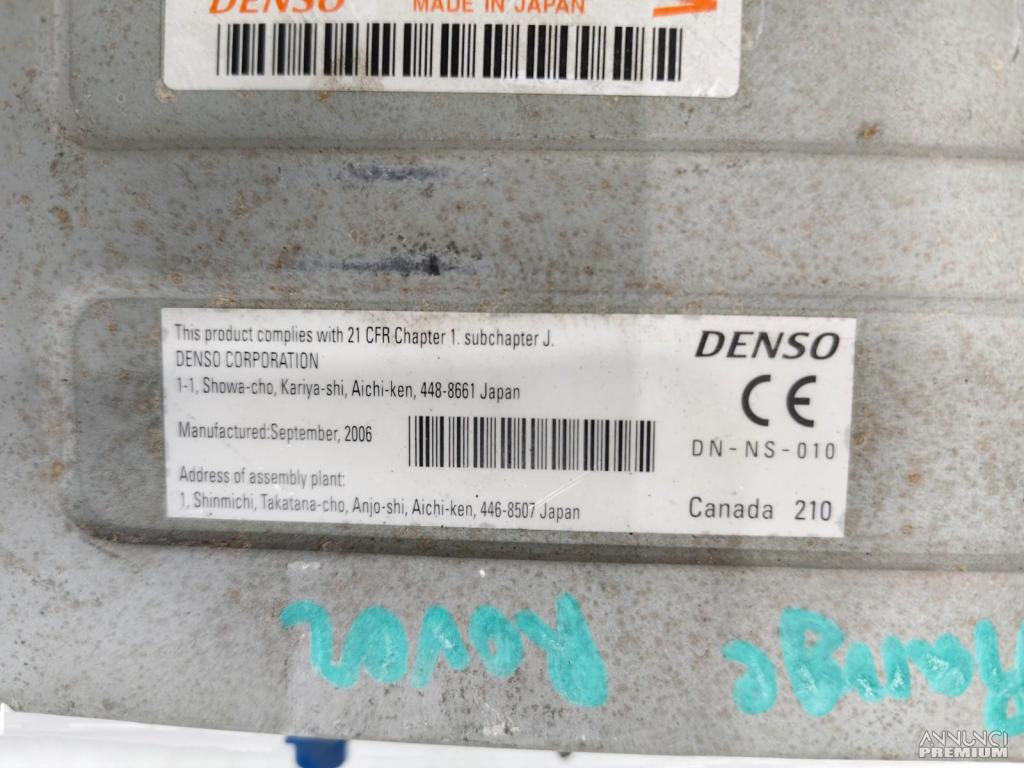 DENSO MADE IN JAPAN
This product complies with 21 CFR Chapter 1. subchapter J.
DENSO CORPORATION
1-1, Showa-cho, Kariya-shi, Aichi-ken, 448-8661 Japan
Manufactured:September, 2006
Address of assembly plant:
1, Shinmichi, Takatana-cho, Anjo-shi, Aichi-ken, 446-8507 Japan
DENSO
CE
DN-NS-010
Canada 210
Range Rover
ANNUNCI
PREMIUM